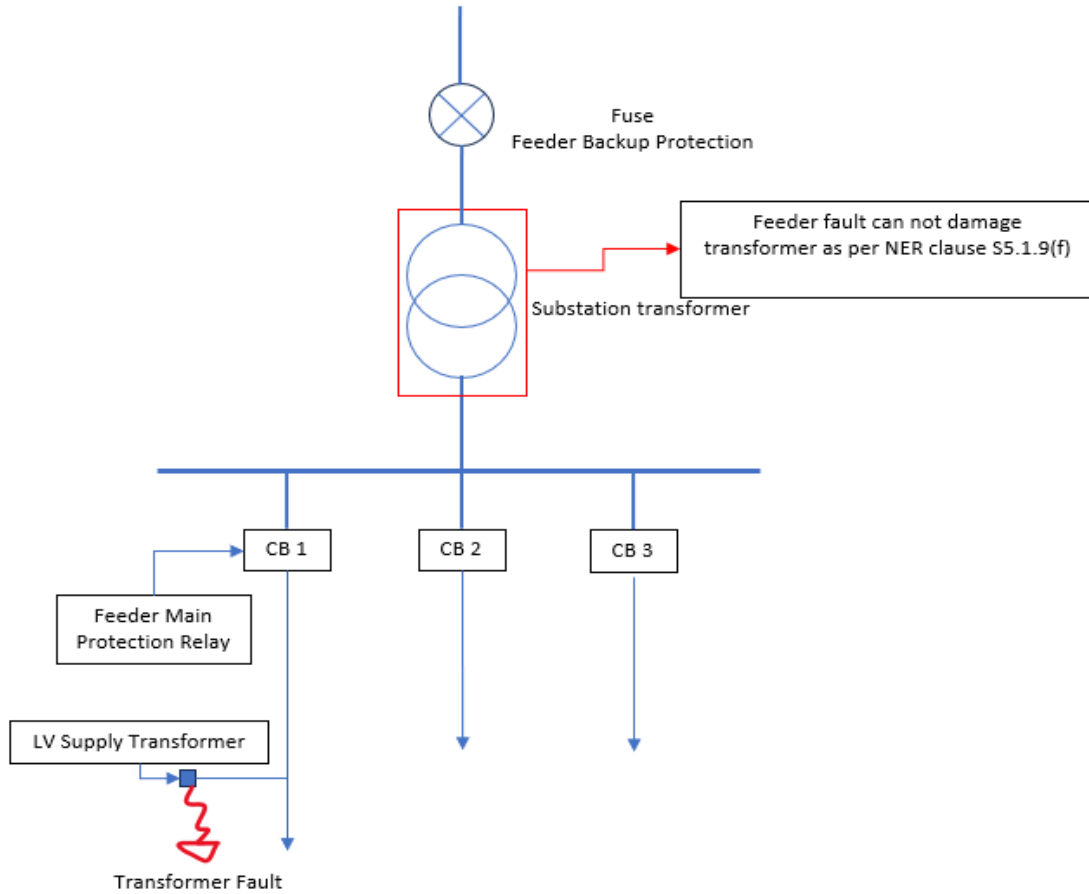 Fuse
Feeder Backup Protection
Feeder fault can not damage
transformer as per NER clause S5.1.9(f)
Substation transformer
CB 1
CB 2
CB 3
Feeder Main
Protection Relay
LV Supply Transformer
Transformer Fault